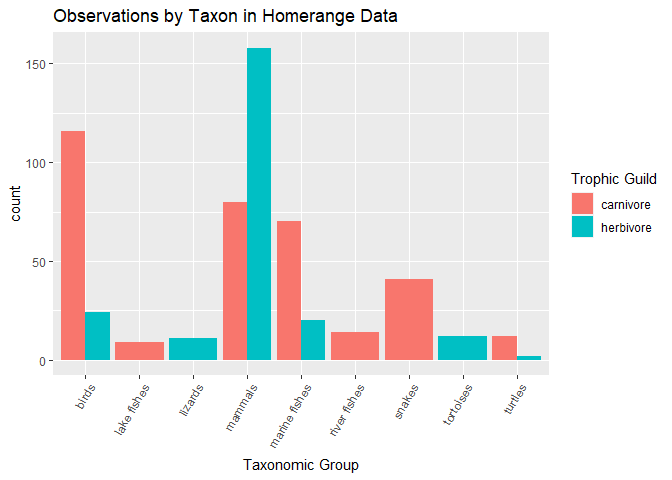 Observations by Taxon in Homerange Data
count
150
100
50
0
birds
lake fishes
lizards
mammals
marine fishes
river fishes
snakes
tortoises
turtles
Taxonomic Group
Trophic Guild
carnivore
herbivore